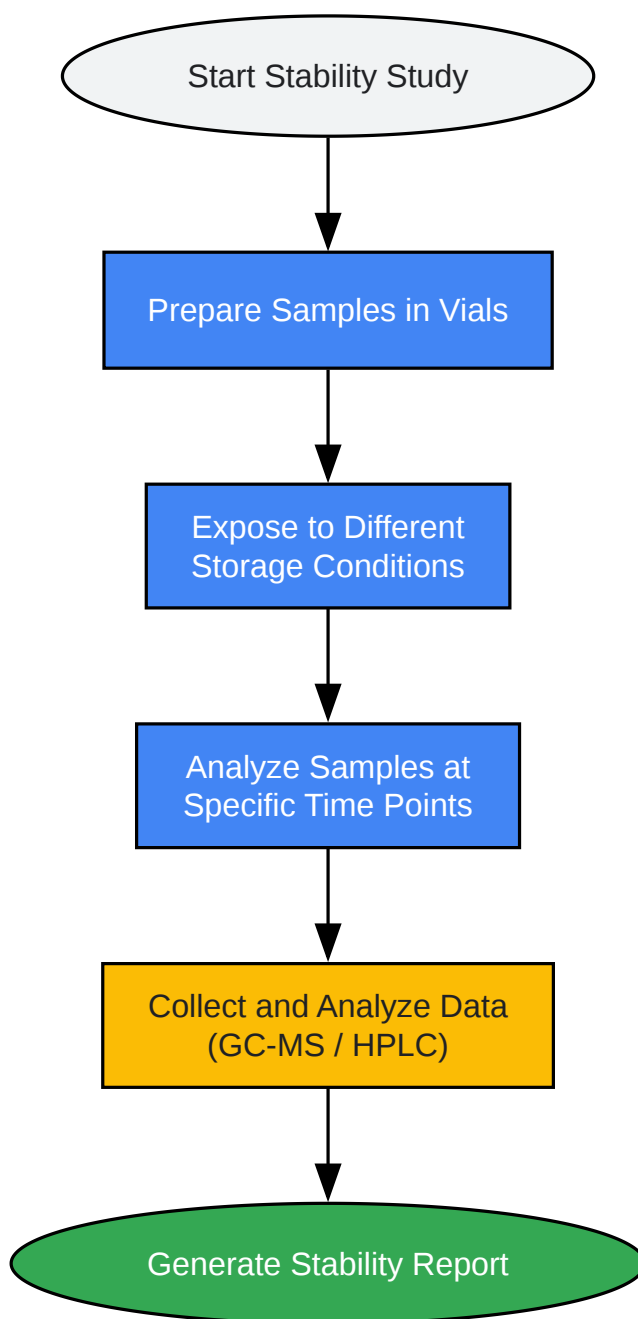 Start Stability Study
Prepare Samples in Vials
Expose to Different
Storage Conditions
Analyze Samples at
Specific Time Points
Collect and Analyze Data
(GC-MS / HPLC)
Generate Stability Report